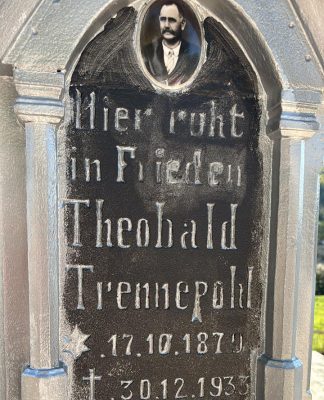 Hier ruht
in Frieden
Theobald
Trennepohl
* 17.10.1879
† 30.12.1933